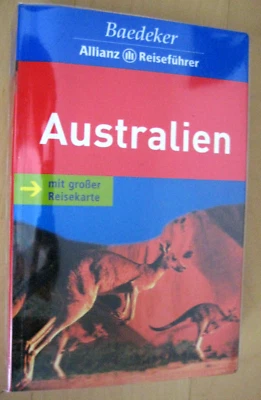 Baedeker
Allianz Reiseführer
Australien
mit großer
Reisekarte